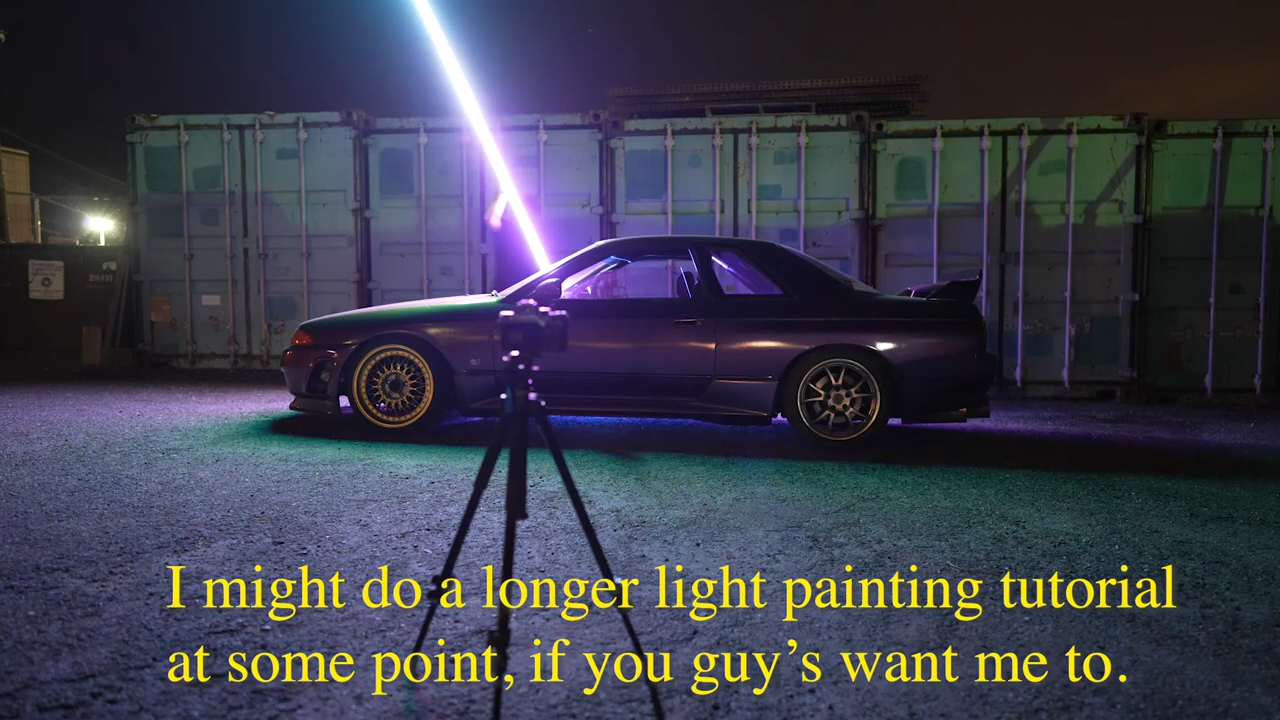 I might do a longer light painting tutorial
at some point, if you guy’s want me to.